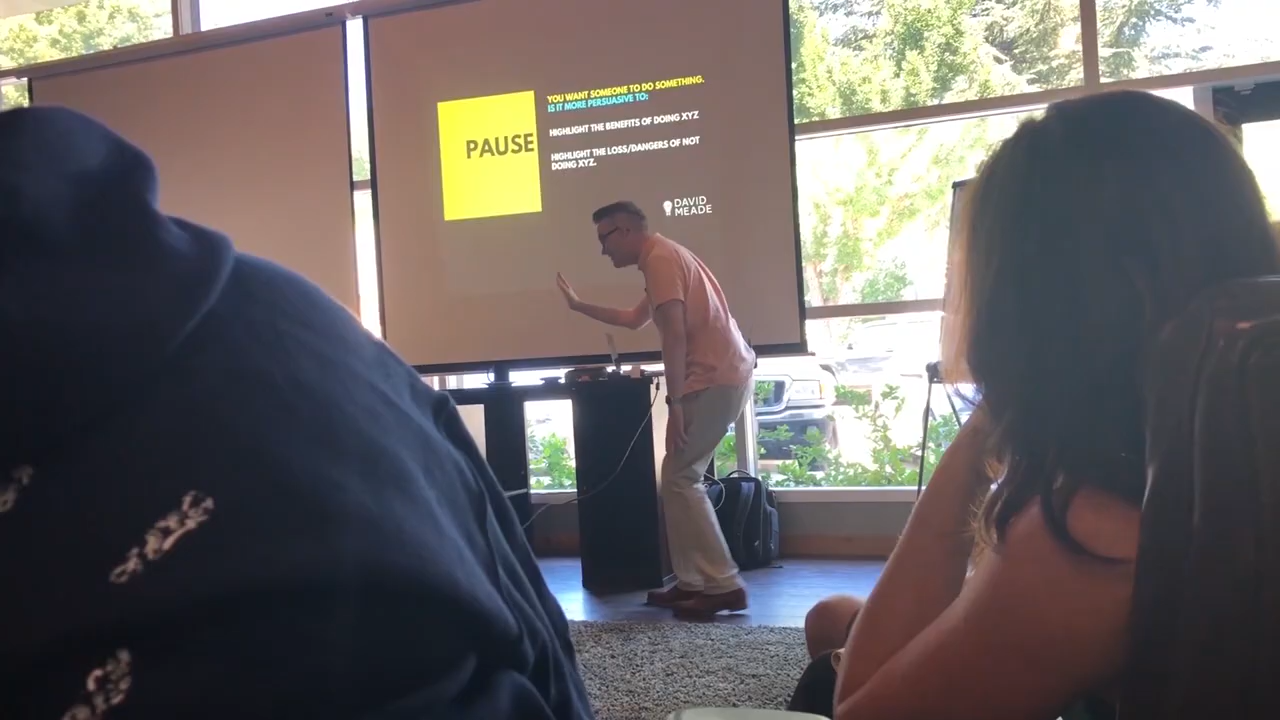 PAUSE
YOU WANT SOMEONE TO DO SOMETHING.
IS IT MORE PERSUASIVE TO:
HIGHLIGHT THE BENEFITS OF DOING XYZ
HIGHLIGHT THE LOSS/DANGERS OF NOT
DOING XYZ.
DAVID
MEADE